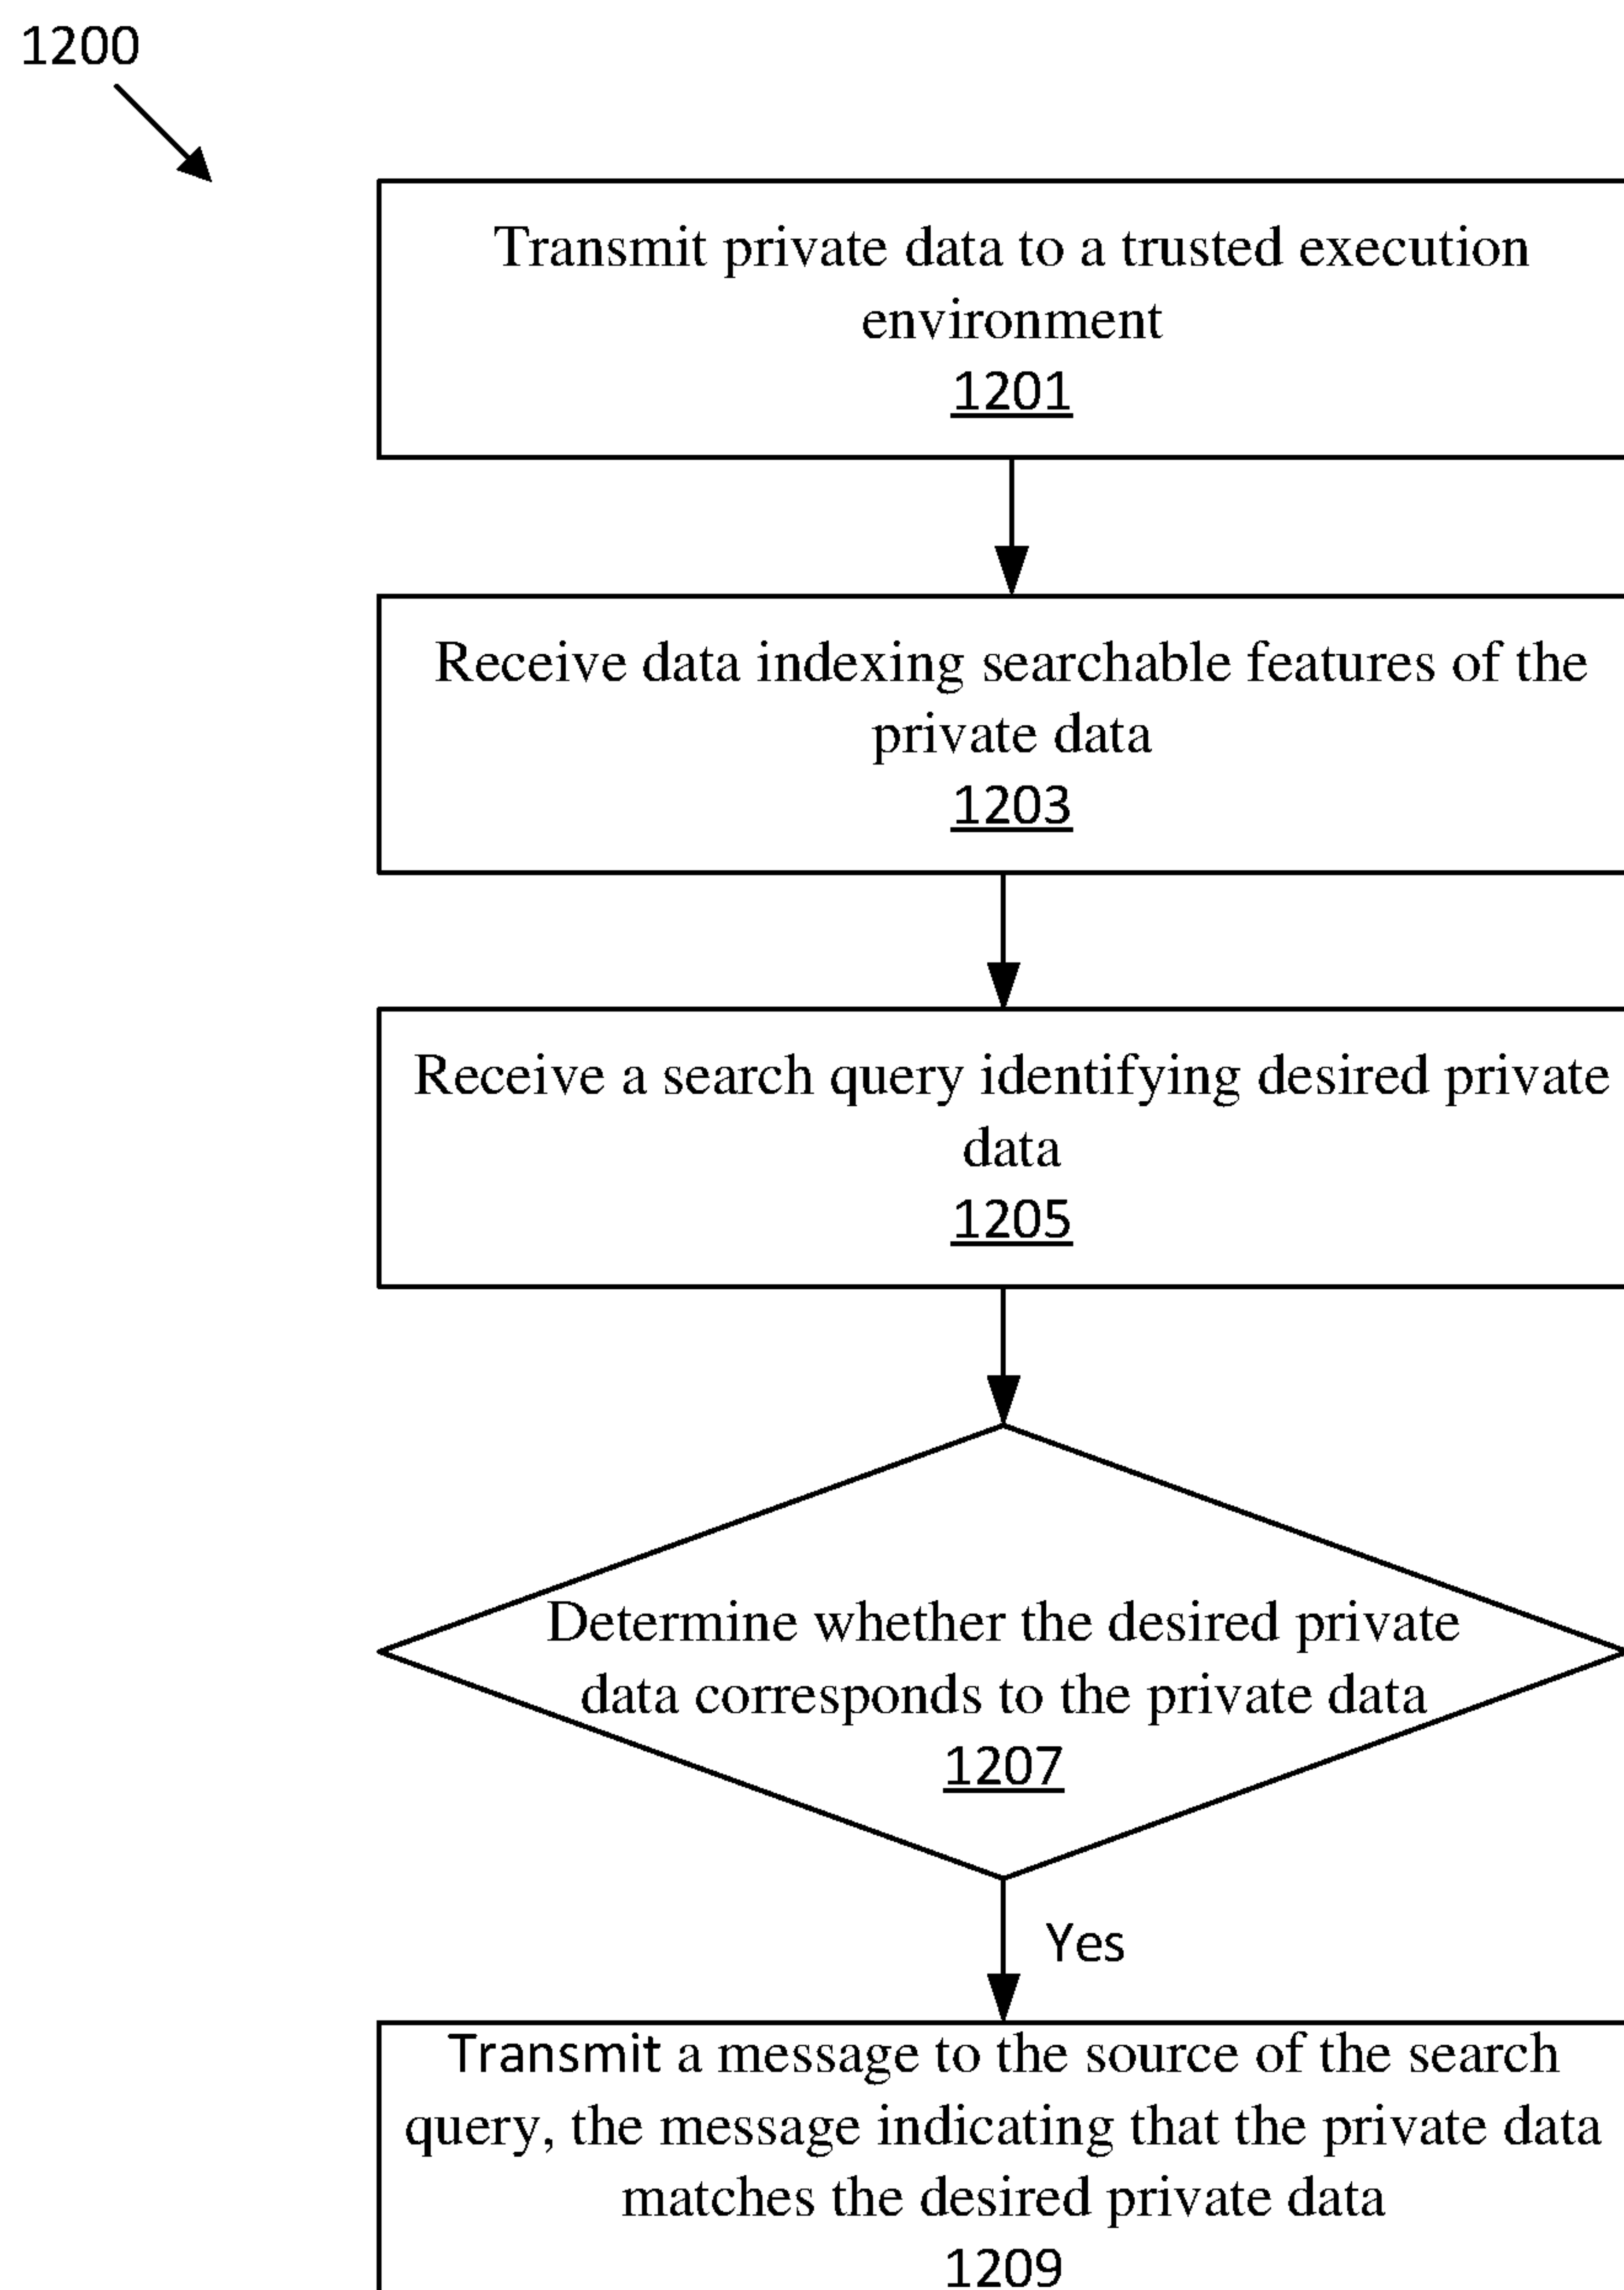 1200
Transmit private data to a trusted execution
environment
1201
Receive data indexing searchable features of the
private data
1203
Receive a search query identifying desired private
data
1205
Determine whether the desired private
data corresponds to the private data
1207
Yes
Transmit a message to the source of the search
query, the message indicating that the private data
matches the desired private data
1209